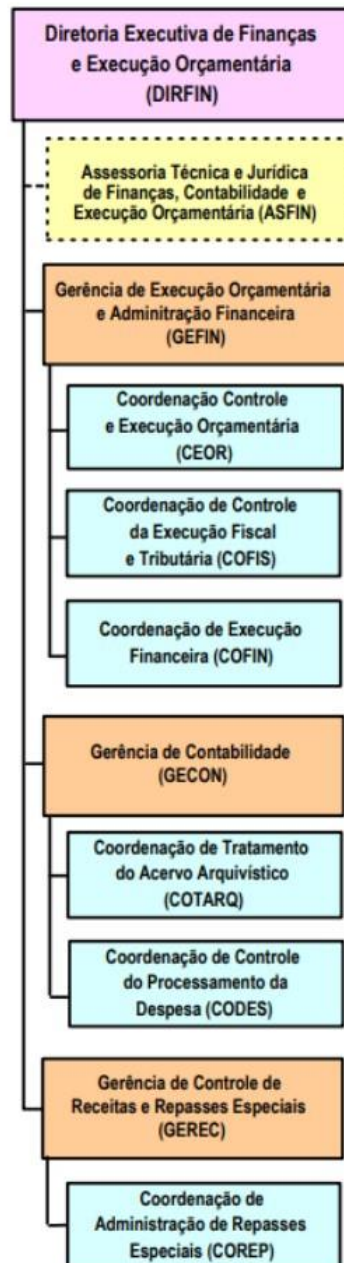 Diretoria Executiva de Finanças
e Execução Orçamentária
(DIRFIN)
Assessoria Técnica e Jurídica
de Finanças, Contabilidade e
Execução Orçamentária (ASFIN)
Gerência de Execução Orçamentária
e Adminitração Financeira
(GEFIN)
Coordenação Controle
e Execução Orçamentária
(CEOR)
Coordenação de Controle
da Execução Fiscal
e Tributária (COFIS)
Coordenação de Execução
Financeira (COFIN)
Gerência de Contabilidade
(GECON)
Coordenação de Tratamento
do Acervo Arquivístico
(COTARQ)
Coordenação de Controle
do Processamento da
Despesa (CODES)
Gerência de Controle de
Receitas e Repasses Especiais
(GEREC)
Coordenação de
Administração de Repasses
Especiais (COREP)